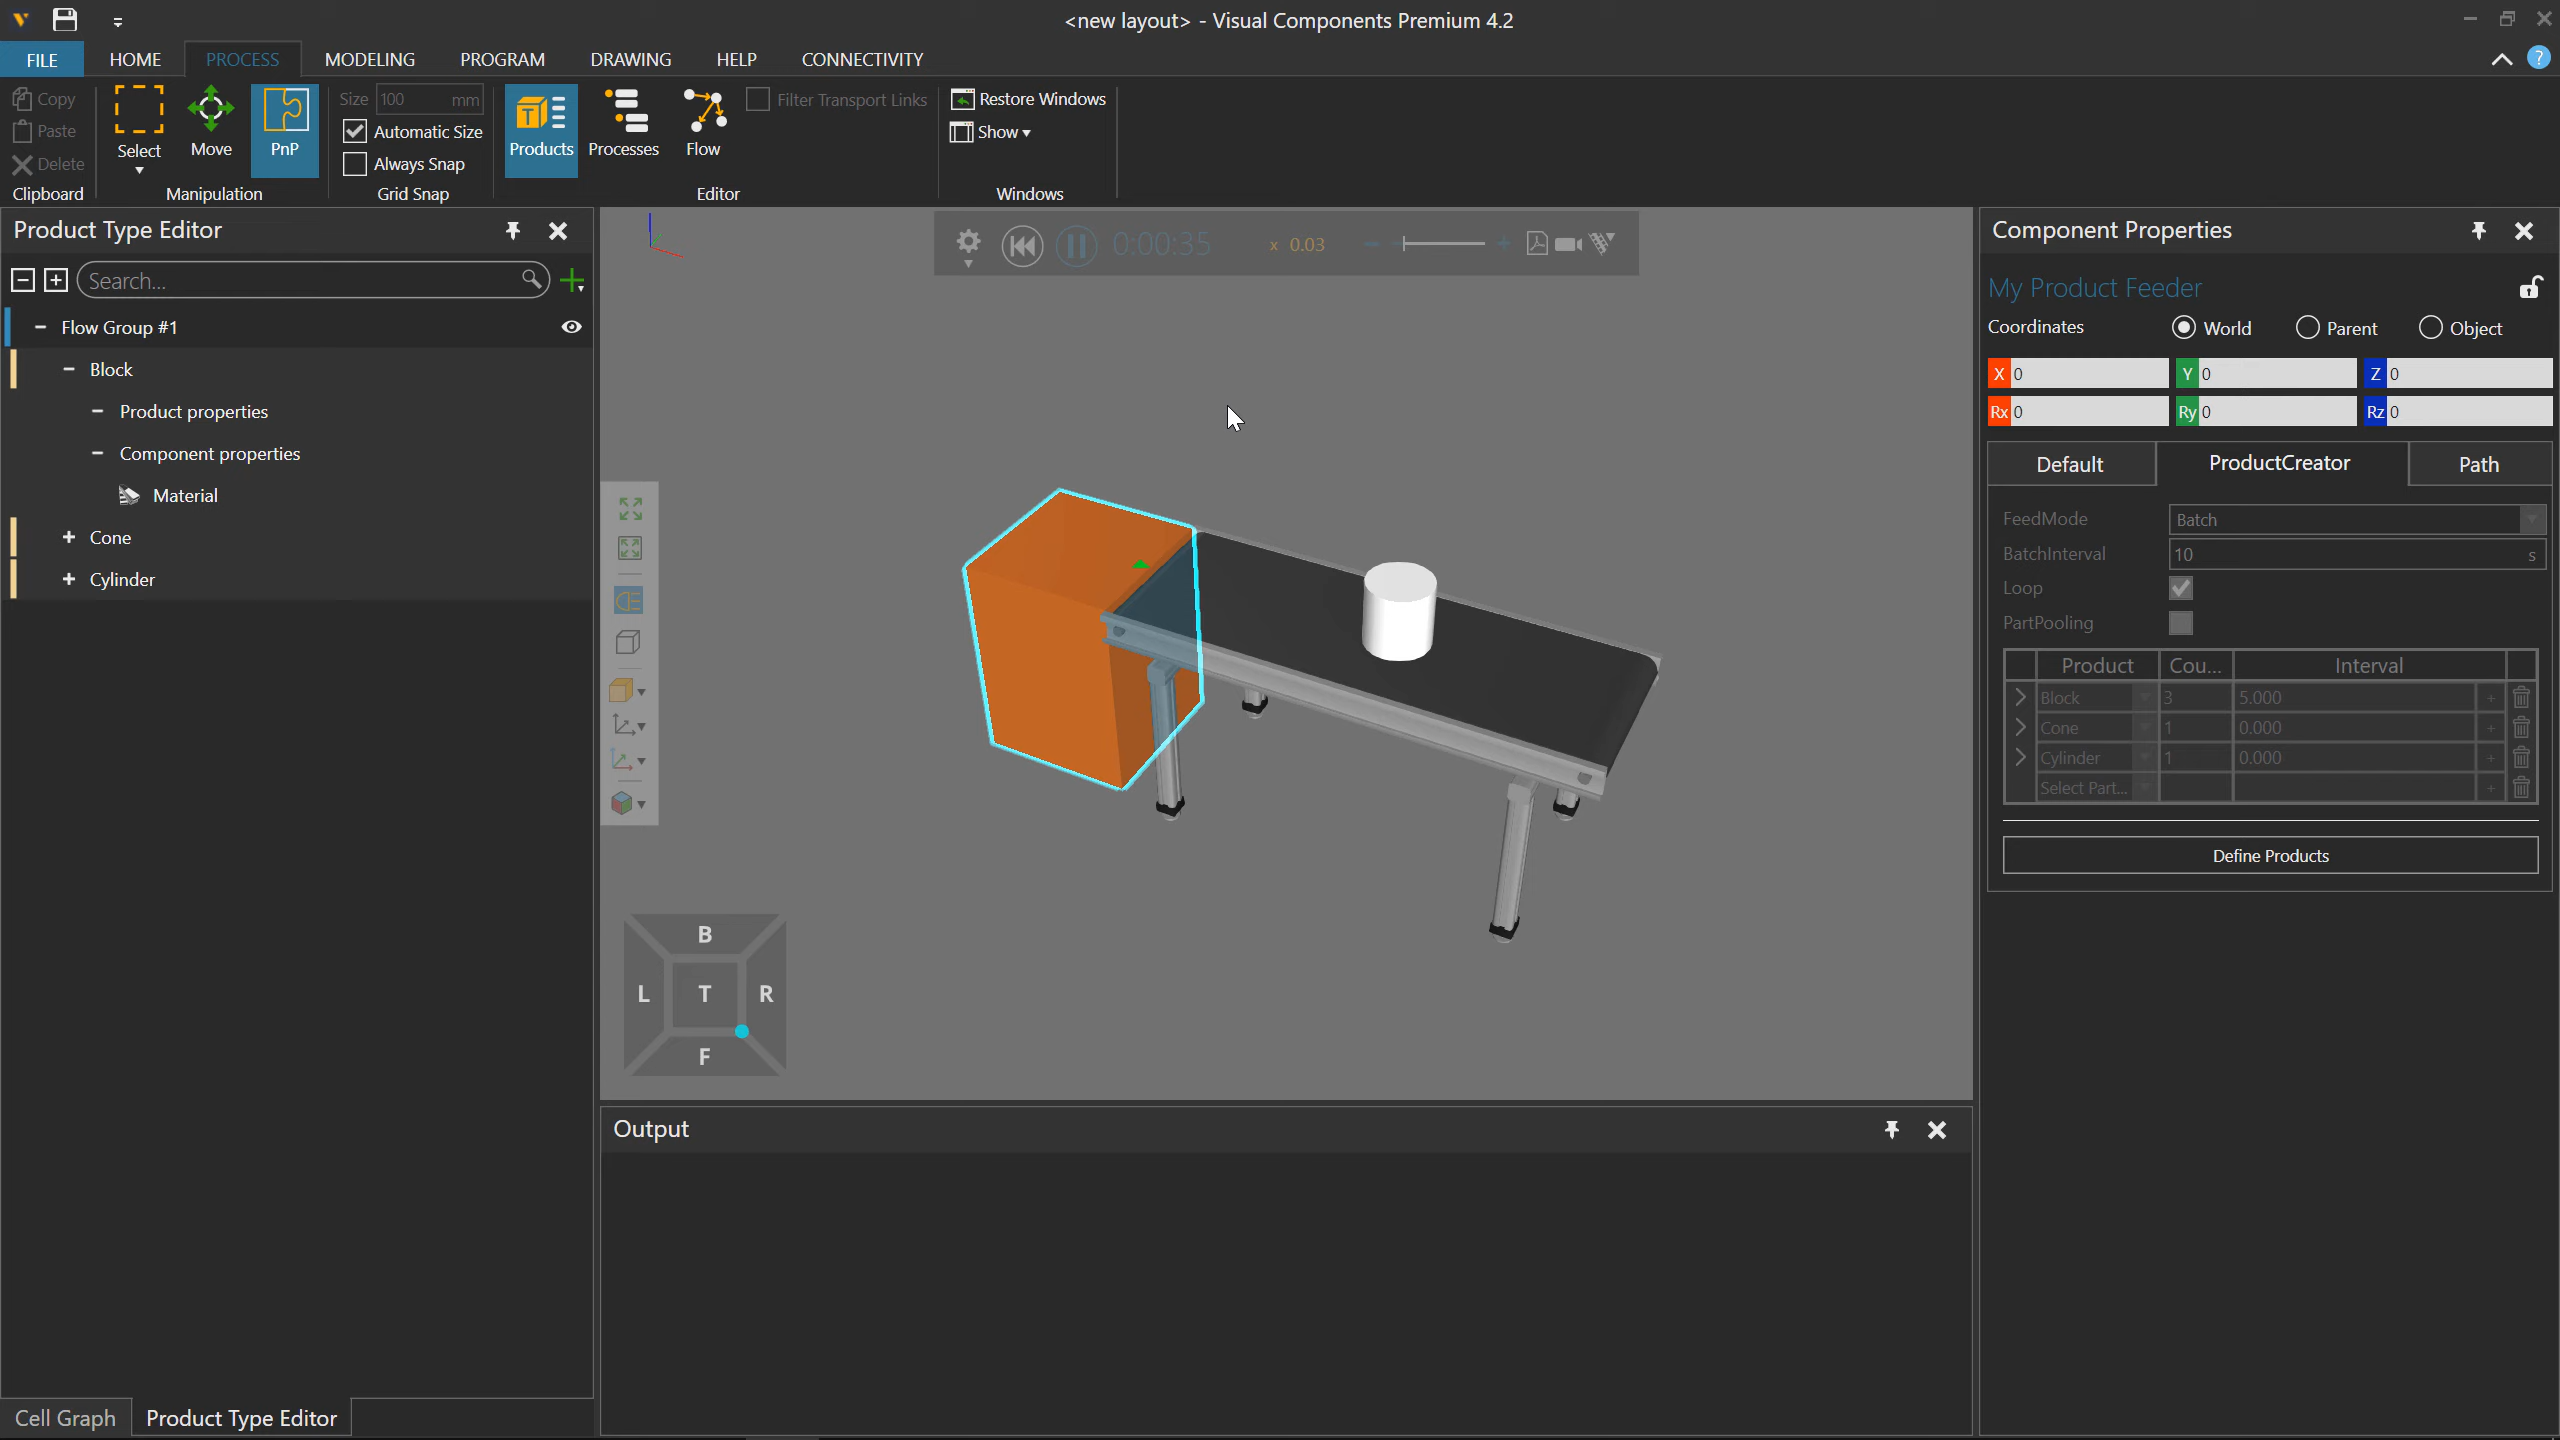 <new layout> - Visual Components Premium 4.2
FILE HOME PROCESS MODELING PROGRAM DRAWING HELP CONNECTIVITY
Copy
Paste
Delete
Clipboard
Select
Move
PnP
Manipulation
Size 100 mm
Automatic Size
Always Snap
Grid Snap
Products
Processes
Flow
Filter Transport Links
Editor
Restore Windows
Show
Windows
Product Type Editor
Search...
Flow Group #1
Block
Product properties
Component properties
Material
Cone
Cylinder
Cell Graph
Product Type Editor
0:00:35 x 0.03
B
L T R
F
Output
Component Properties
My Product Feeder
Coordinates World Parent Object
X 0 Y 0 Z 0
Rx 0 Ry 0 Rz 0
Default ProductCreator Path
FeedMode Batch
BatchInterval 10 s
Loop
PartPooling
Product Cou... Interval
Block 3 5.000 +
Cone 1 0.000 +
Cylinder 1 0.000 +
Select Part... +
Define Products